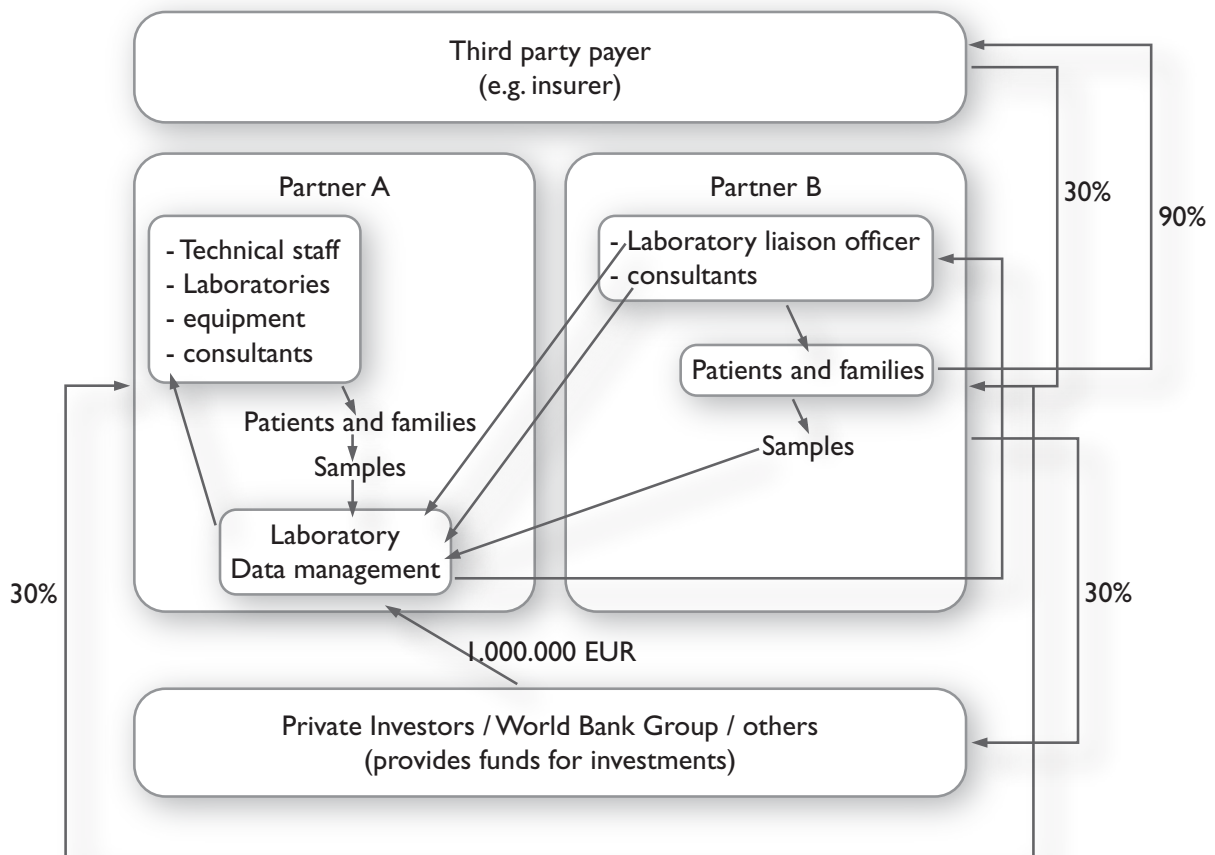 Third party payer
(e.g. insurer)
Partner A
- Technical staff
- Laboratories
- equipment
- consultants
Patients and families
Samples
Laboratory
Data management
Partner B
- Laboratory liaison officer
- consultants
Patients and families
Samples
30%
90%
30%
30%
1.000.000 EUR
Private Investors / World Bank Group / others
(provides funds for investments)